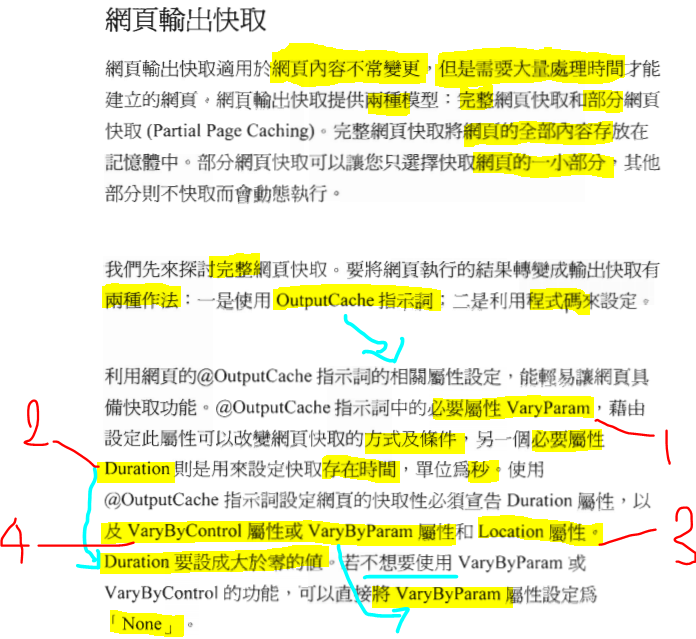 網頁輸出快取
網頁輸出快取適用於網頁內容不常變更，但是需要大量處理時間才能
建立的網頁。網頁輸出快取提供兩種模型：完整網頁快取和部分網頁
快取 (Partial Page Caching)。完整網頁快取將網頁的全部內容存放在
記憶體中。部分網頁快取可以讓您只選擇快取網頁的一小部分，其他
部分則不快取而會動態執行。
我們先來探討完整網頁快取。要將網頁執行的結果轉變成輸出快取有
兩種作法：一是使用 OutputCache 指示詞；二是利用程式碼來設定。
利用網頁的@OutputCache 指示詞的相關屬性設定，能輕易讓網頁具
備快取功能。@OutputCache 指示詞中的必要屬性 VaryParam，藉由
設定此屬性可以改變網頁快取的方式及條件，另一個必要屬性
Duration 則是用來設定快取存在時間，單位為秒。使用
@OutputCache 指示詞設定網頁的快取性必須宣告 Duration 屬性，以
及 VaryByControl 屬性或 VaryByParam 屬性和 Location 屬性。
Duration 要設成大於零的值。若不想要使用 VaryByParam 或
VaryByControl 的功能，可以直接將 VaryByParam 屬性設定為
「None」。
1
2
3
4